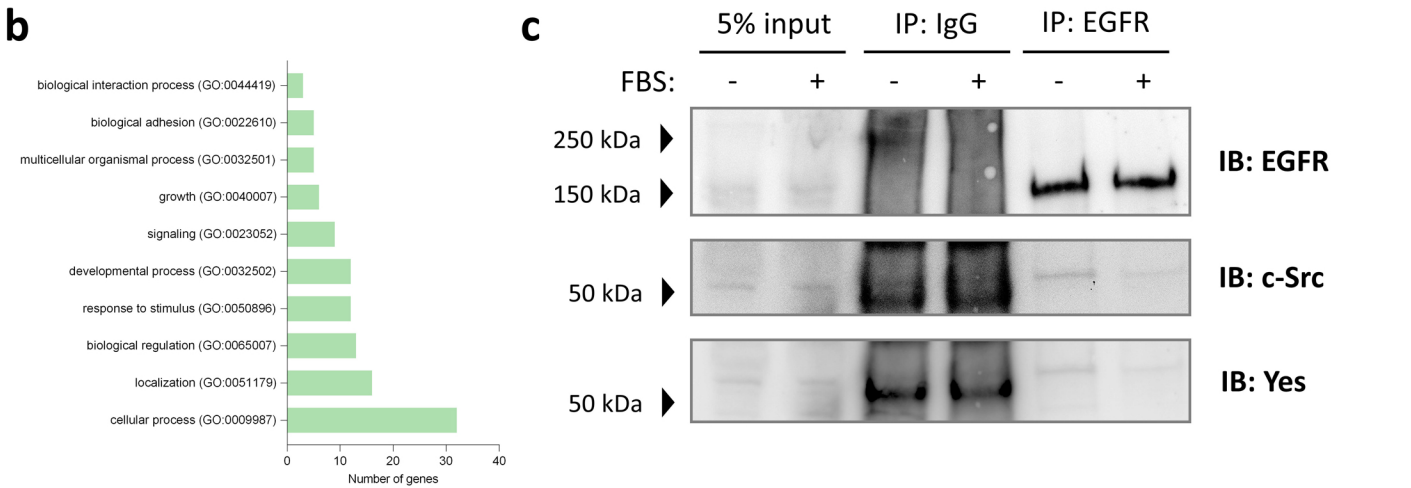 b
biological interaction process (GO:0044419)
biological adhesion (GO:0022610)
multicellular organismal process (GO:0032501)
growth (GO:0040007)
signaling (GO:0023052)
developmental process (GO:0032502)
response to stimulus (GO:0050896)
biological regulation (GO:0065007)
localization (GO:0051179)
cellular process (GO:0009987)
0 10 20 30 40
Number of genes
c
5% input IP: IgG IP: EGFR
FBS: - + - + - +
250 kDa
150 kDa
IB: EGFR
50 kDa
IB: c-Src
50 kDa
IB: Yes